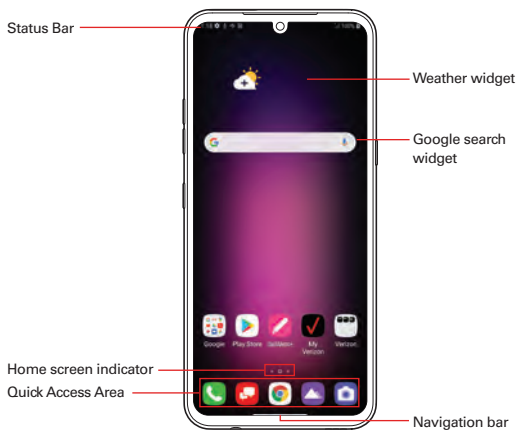 Status Bar
100%
Weather widget
Google search
widget
Google
Play Store
My
Verizon
Verizon
Home screen indicator
Quick Access Area
Navigation bar